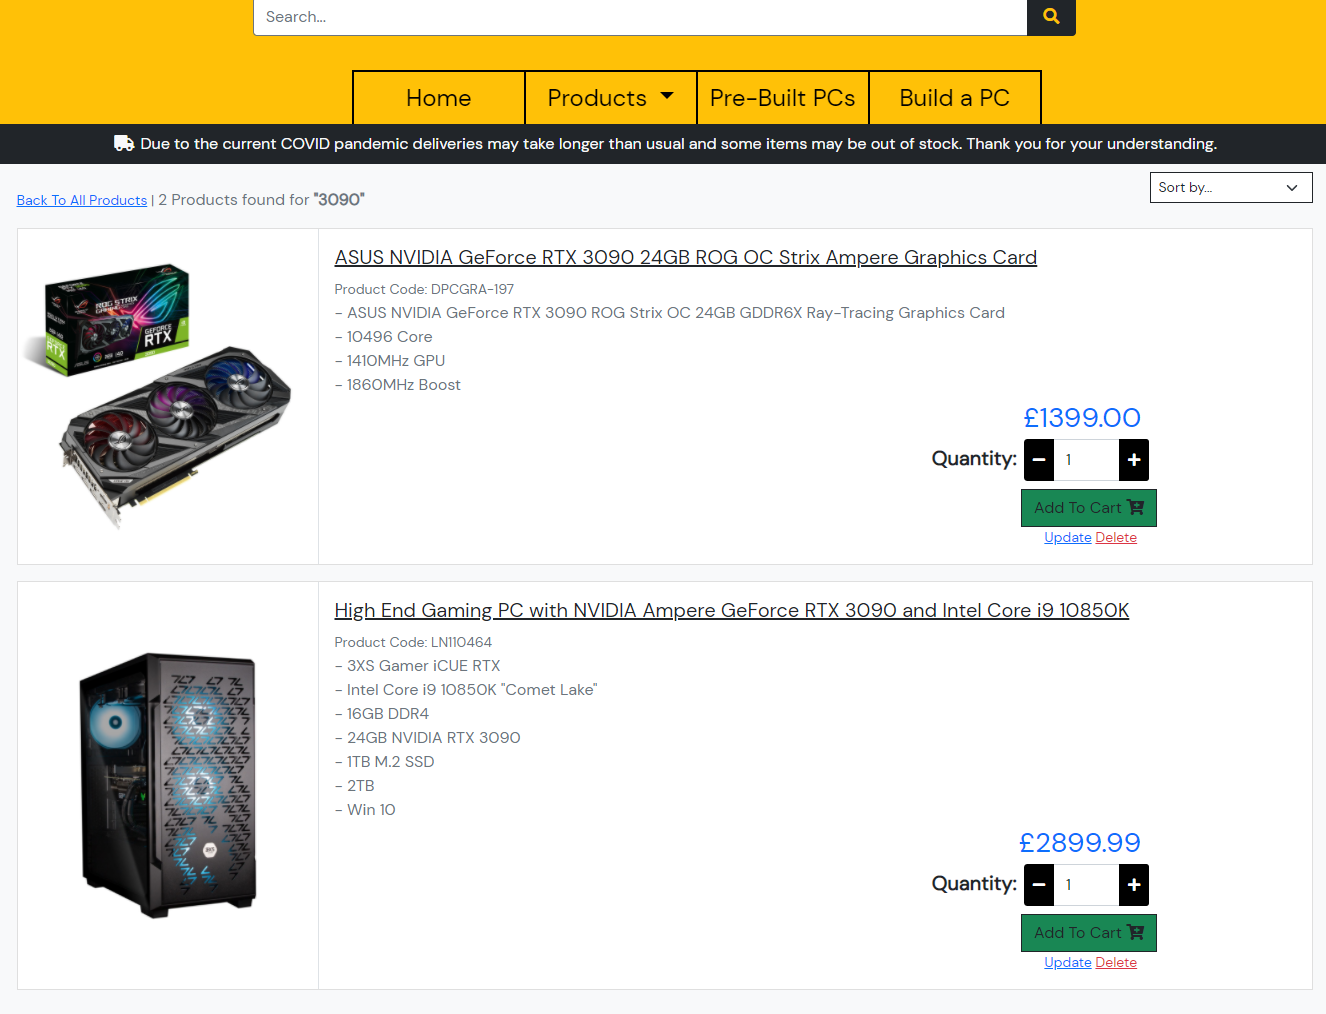 Search...
Home
Products
Pre-Built PCs
Build a PC
Due to the current COVID pandemic deliveries may take longer than usual and some items may be out of stock. Thank you for your understanding.
Back To All Products | 2 Products found for "3090"
Sort by...
ASUS NVIDIA GeForce RTX 3090 24GB ROG OC Strix Ampere Graphics Card
Product Code: DPCGRA-197
- ASUS NVIDIA GeForce RTX 3090 ROG Strix OC 24GB GDDR6X Ray-Tracing Graphics Card
- 10496 Core
- 1410MHz GPU
- 1860MHz Boost
ROG STRIX
GEFORCE
RTX
RTX
£1399.00
Quantity: − 1 +
Add To Cart
Update Delete
High End Gaming PC with NVIDIA Ampere GeForce RTX 3090 and Intel Core i9 10850K
Product Code: LN110464
- 3XS Gamer iCUE RTX
- Intel Core i9 10850K "Comet Lake"
- 16GB DDR4
- 24GB NVIDIA RTX 3090
- 1TB M.2 SSD
- 2TB
- Win 10
£2899.99
Quantity: − 1 +
Add To Cart
Update Delete